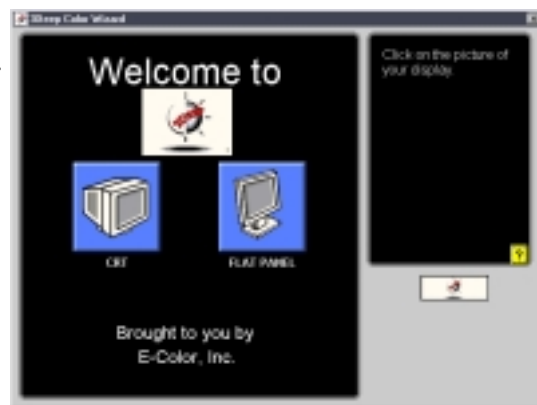 Color Wizard
Welcome to
CRT
FLAT PANEL
Brought to you by
E-Color, Inc.
Click on the picture of
your display.
?